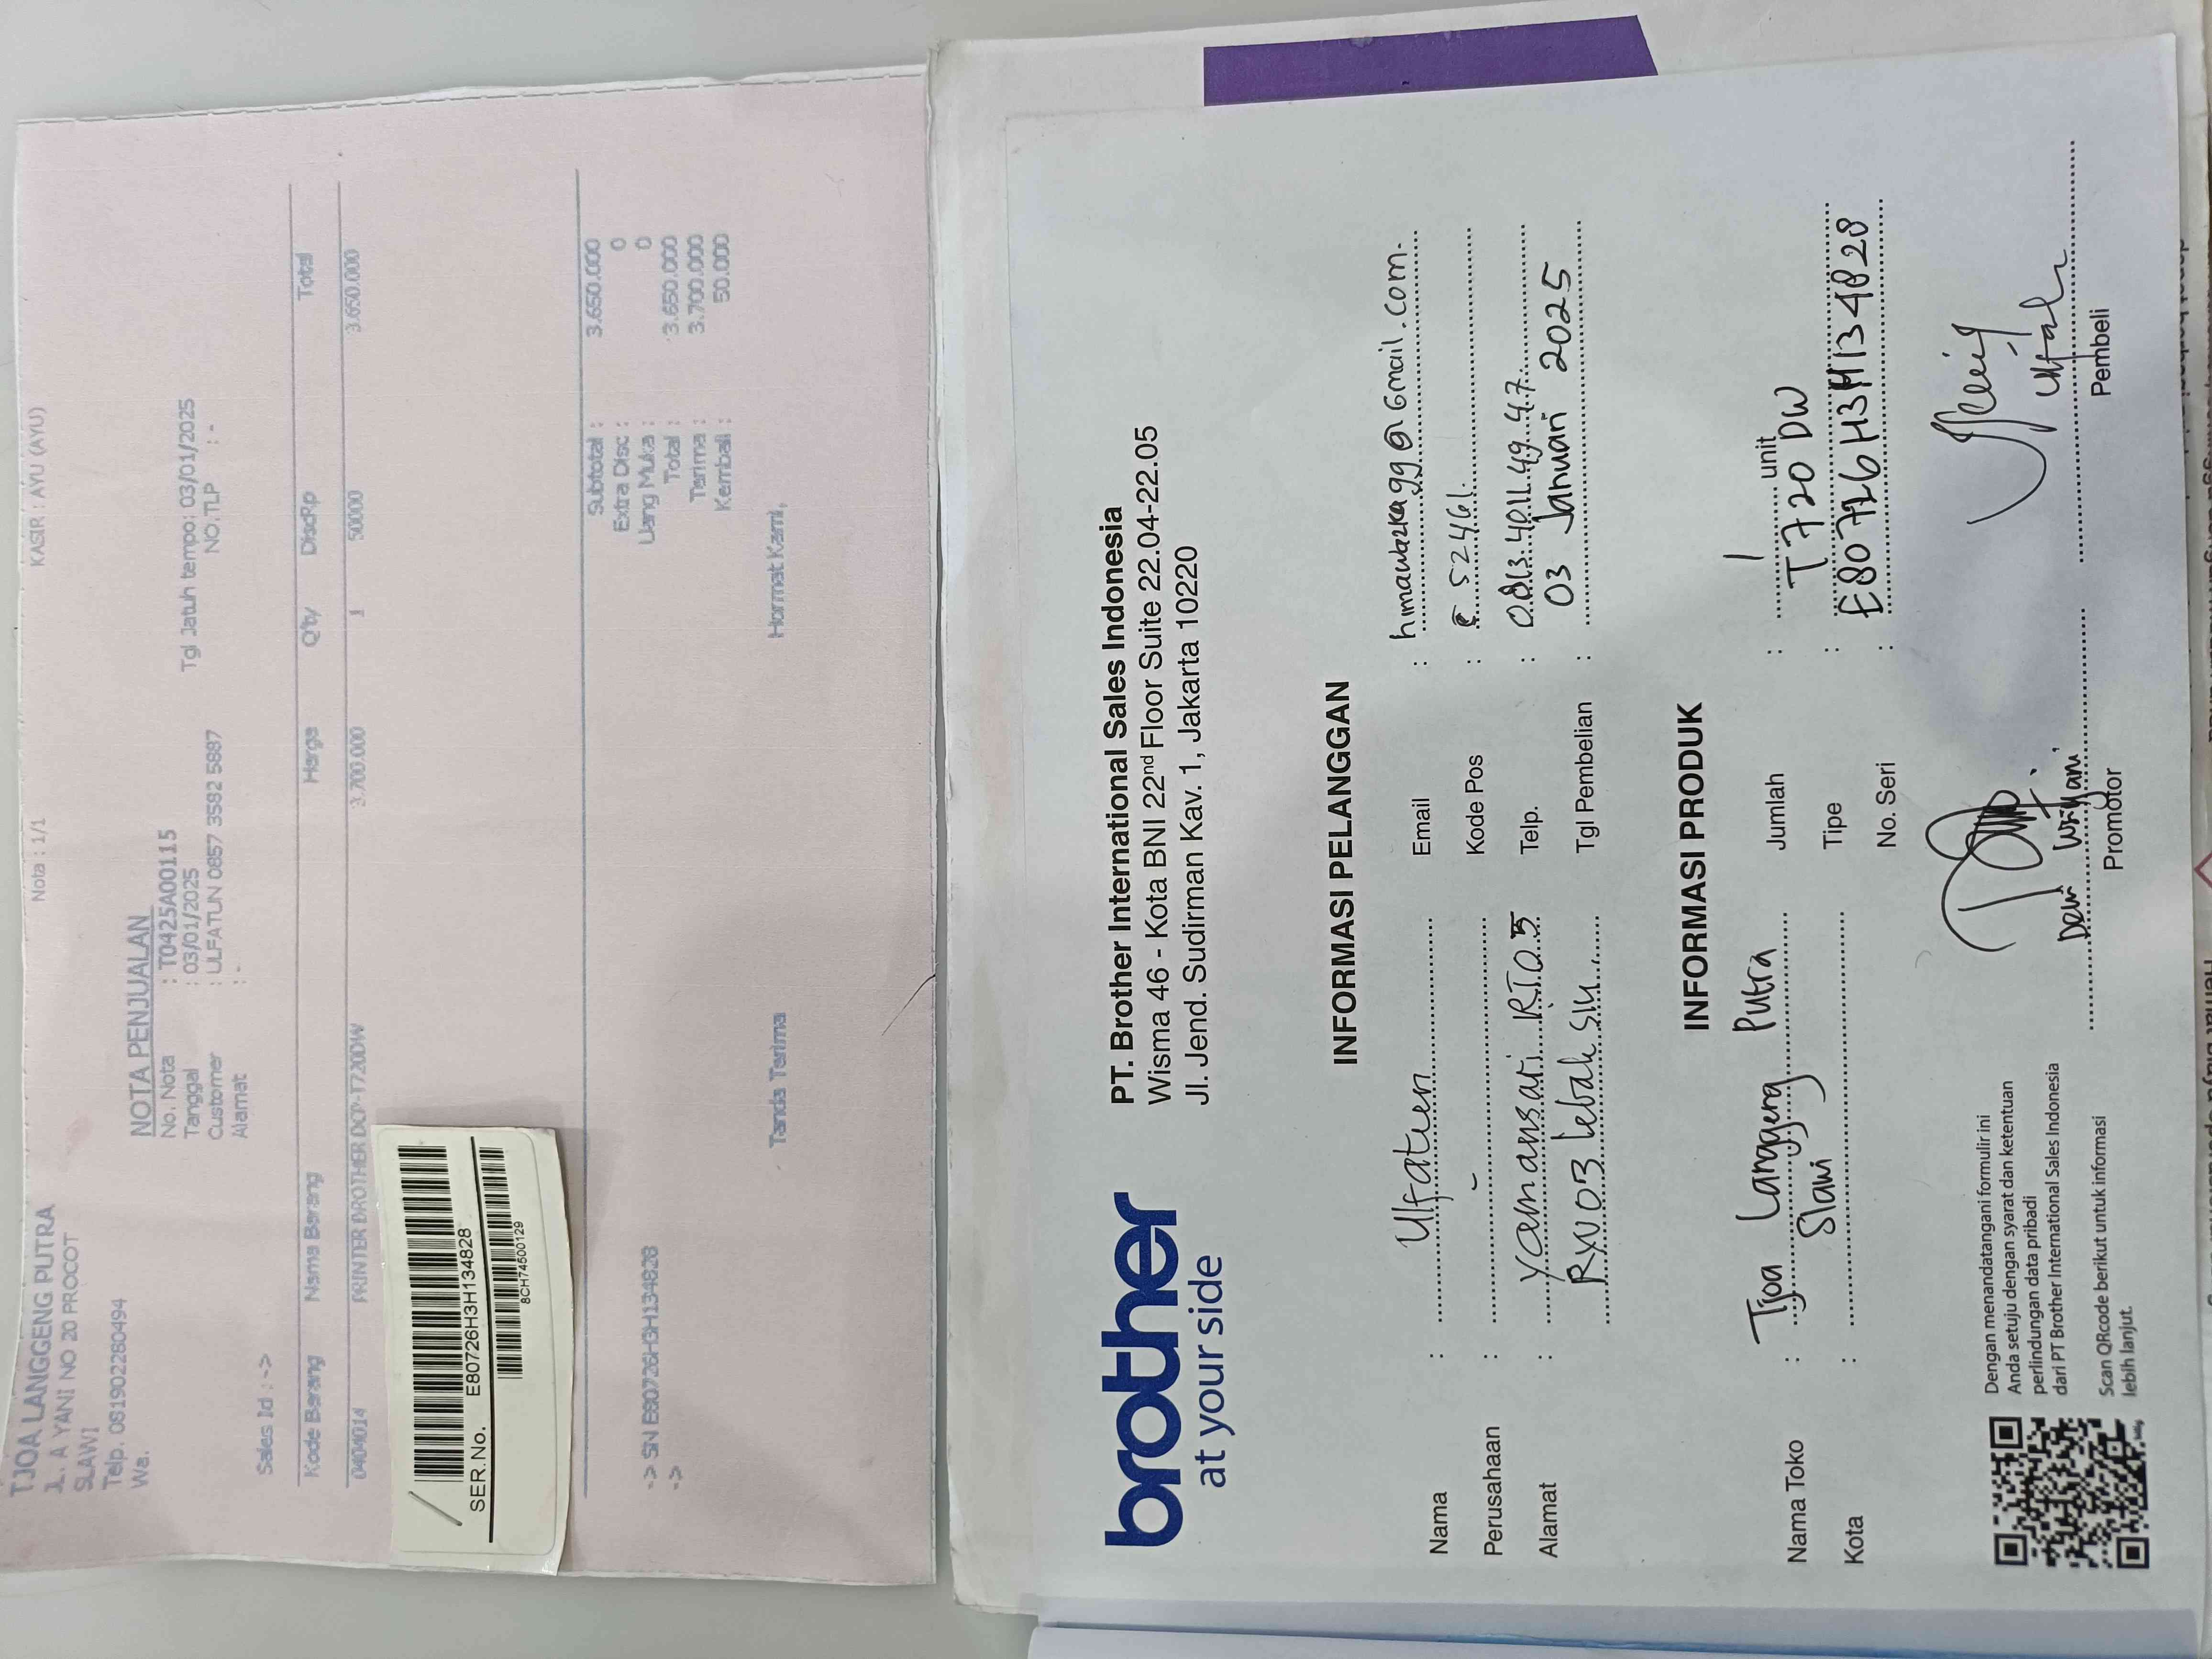 TJOA LANGGENG PUTRA
JL. A YANI NO 20 PROCOT
SLAWI
Telp. 081902280494
Wa.
Nota : 1/1
KASIR : AYU (AYU)
NOTA PENJUALAN
No. Nota : T0425A00115
Tanggal : 03/01/2025
Customer : ULFATUN 0857 3582 5887
Alamat : -
Tgl Jatuh tempo: 03/01/2025
NO.TLP : -
Sales Id : ->
Kode Barang Nama Barang Harga Qty DiscRp Total
0404014 PRINTER BROTHER DCP-T720DW 3.700.000 1 50000 3.650.000
SER.No. E80726H3H134828
8CH74500129
Subtotal : 3.650.000
Extra Disc : 0
Uang Muka : 0
Total : 3.650.000
Terima : 3.700.000
Kembali : 50.000
-> SN E80726H3H134828
->
Tanda Terima Hormat Kami,
brother
at your side
PT. Brother International Sales Indonesia
Wisma 46 - Kota BNI 22nd Floor Suite 22.04-22.05
Jl. Jend. Sudirman Kav. 1, Jakarta 10220
INFORMASI PELANGGAN
Nama : Ulfatun
Perusahaan : -
Alamat : Yamansari RT 05
RW 03 lebaksiu
Email : himawazka99@Gmail.com.
Kode Pos : 52461.
Telp. : 0813 4011 49 47
Tgl Pembelian : 03 Januari 2025
INFORMASI PRODUK
Nama Toko : Tjoa Langgeng Putra
Kota : Slawi
Jumlah : 1 unit
Tipe : T720 DW
No. Seri : E80726H3H134828
Dengan menandatangani formulir ini
Anda setuju dengan syarat dan ketentuan
perlindungan data pribadi
dari PT Brother International Sales Indonesia
Scan QRcode berikut untuk informasi
lebih lanjut.
Dewi Wriyani
Promotor
Ulfah
Pembeli